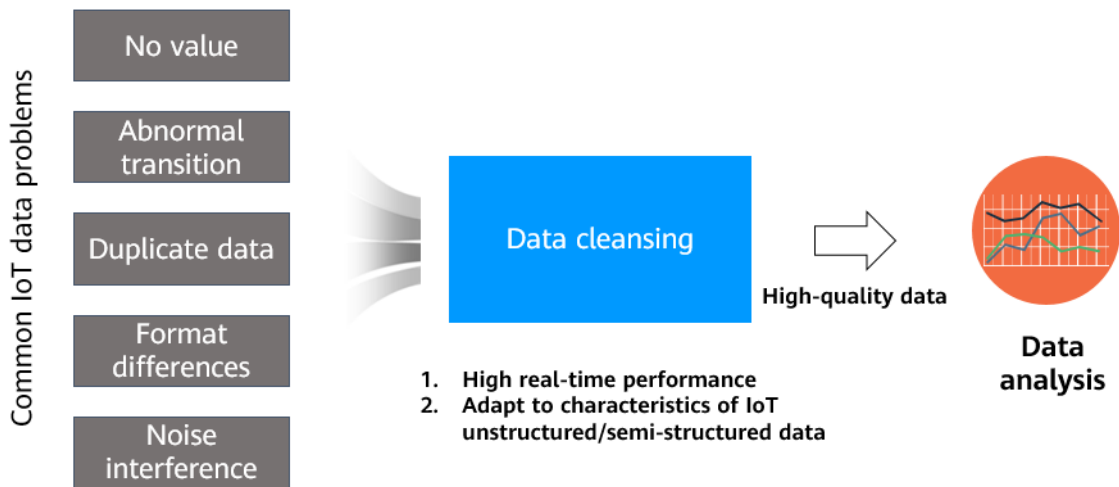 Common IoT data problems
No value
Abnormal
transition
Duplicate data
Format
differences
Noise
interference
Data cleansing
1. High real-time performance
2. Adapt to characteristics of IoT
unstructured/semi-structured data
High-quality data
Data
analysis